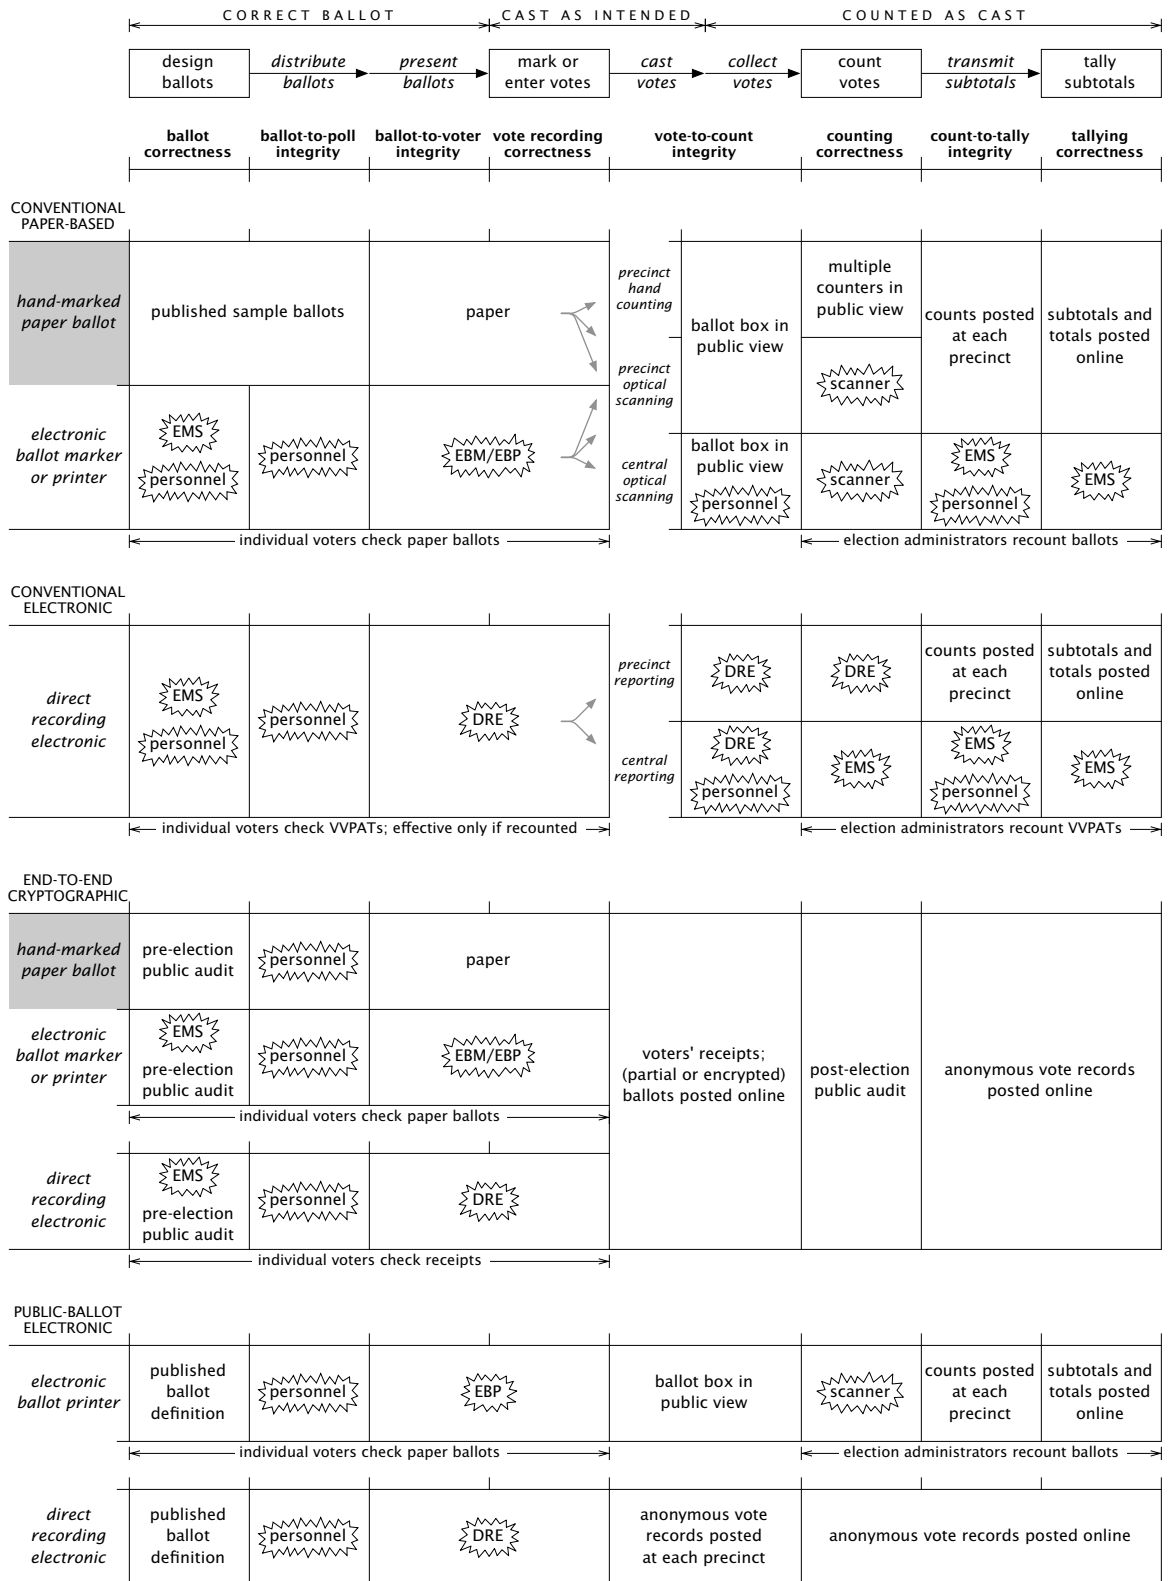 CORRECT BALLOT
CAST AS INTENDED
COUNTED AS CAST
design
ballots
distribute
ballots
present
ballots
mark or
enter votes
cast
votes
collect
votes
count
votes
transmit
subtotals
tally
subtotals
ballot
correctness
ballot-to-poll
integrity
ballot-to-voter
integrity
vote recording
correctness
vote-to-count
integrity
counting
correctness
count-to-tally
integrity
tallying
correctness
CONVENTIONAL
PAPER-BASED
hand-marked
paper ballot
published sample ballots
paper
precinct
hand
counting
precinct
optical
scanning
ballot box in
public view
multiple
counters in
public view
scanner
counts posted
at each
precinct
subtotals and
totals posted
online
electronic
ballot marker
or printer
EMS
personnel
personnel
EBM/EBP
central
optical
scanning
ballot box in
public view
personnel
scanner
EMS
personnel
EMS
individual voters check paper ballots
election administrators recount ballots
CONVENTIONAL
ELECTRONIC
direct
recording
electronic
EMS
personnel
personnel
DRE
precinct
reporting
DRE
DRE
counts posted
at each
precinct
subtotals and
totals posted
online
central
reporting
DRE
personnel
EMS
EMS
personnel
EMS
individual voters check VVPATs; effective only if recounted
election administrators recount VVPATs
END-TO-END
CRYPTOGRAPHIC
hand-marked
paper ballot
pre-election
public audit
personnel
paper
electronic
ballot marker
or printer
EMS
pre-election
public audit
personnel
EBM/EBP
individual voters check paper ballots
voters' receipts;
(partial or encrypted)
ballots posted online
post-election
public audit
anonymous vote records
posted online
direct
recording
electronic
EMS
pre-election
public audit
personnel
DRE
individual voters check receipts
PUBLIC-BALLOT
ELECTRONIC
electronic
ballot printer
published
ballot
definition
personnel
EBP
ballot box in
public view
scanner
counts posted
at each
precinct
subtotals and
totals posted
online
individual voters check paper ballots
election administrators recount ballots
direct
recording
electronic
published
ballot
definition
personnel
DRE
anonymous vote
records posted
at each precinct
anonymous vote records posted online